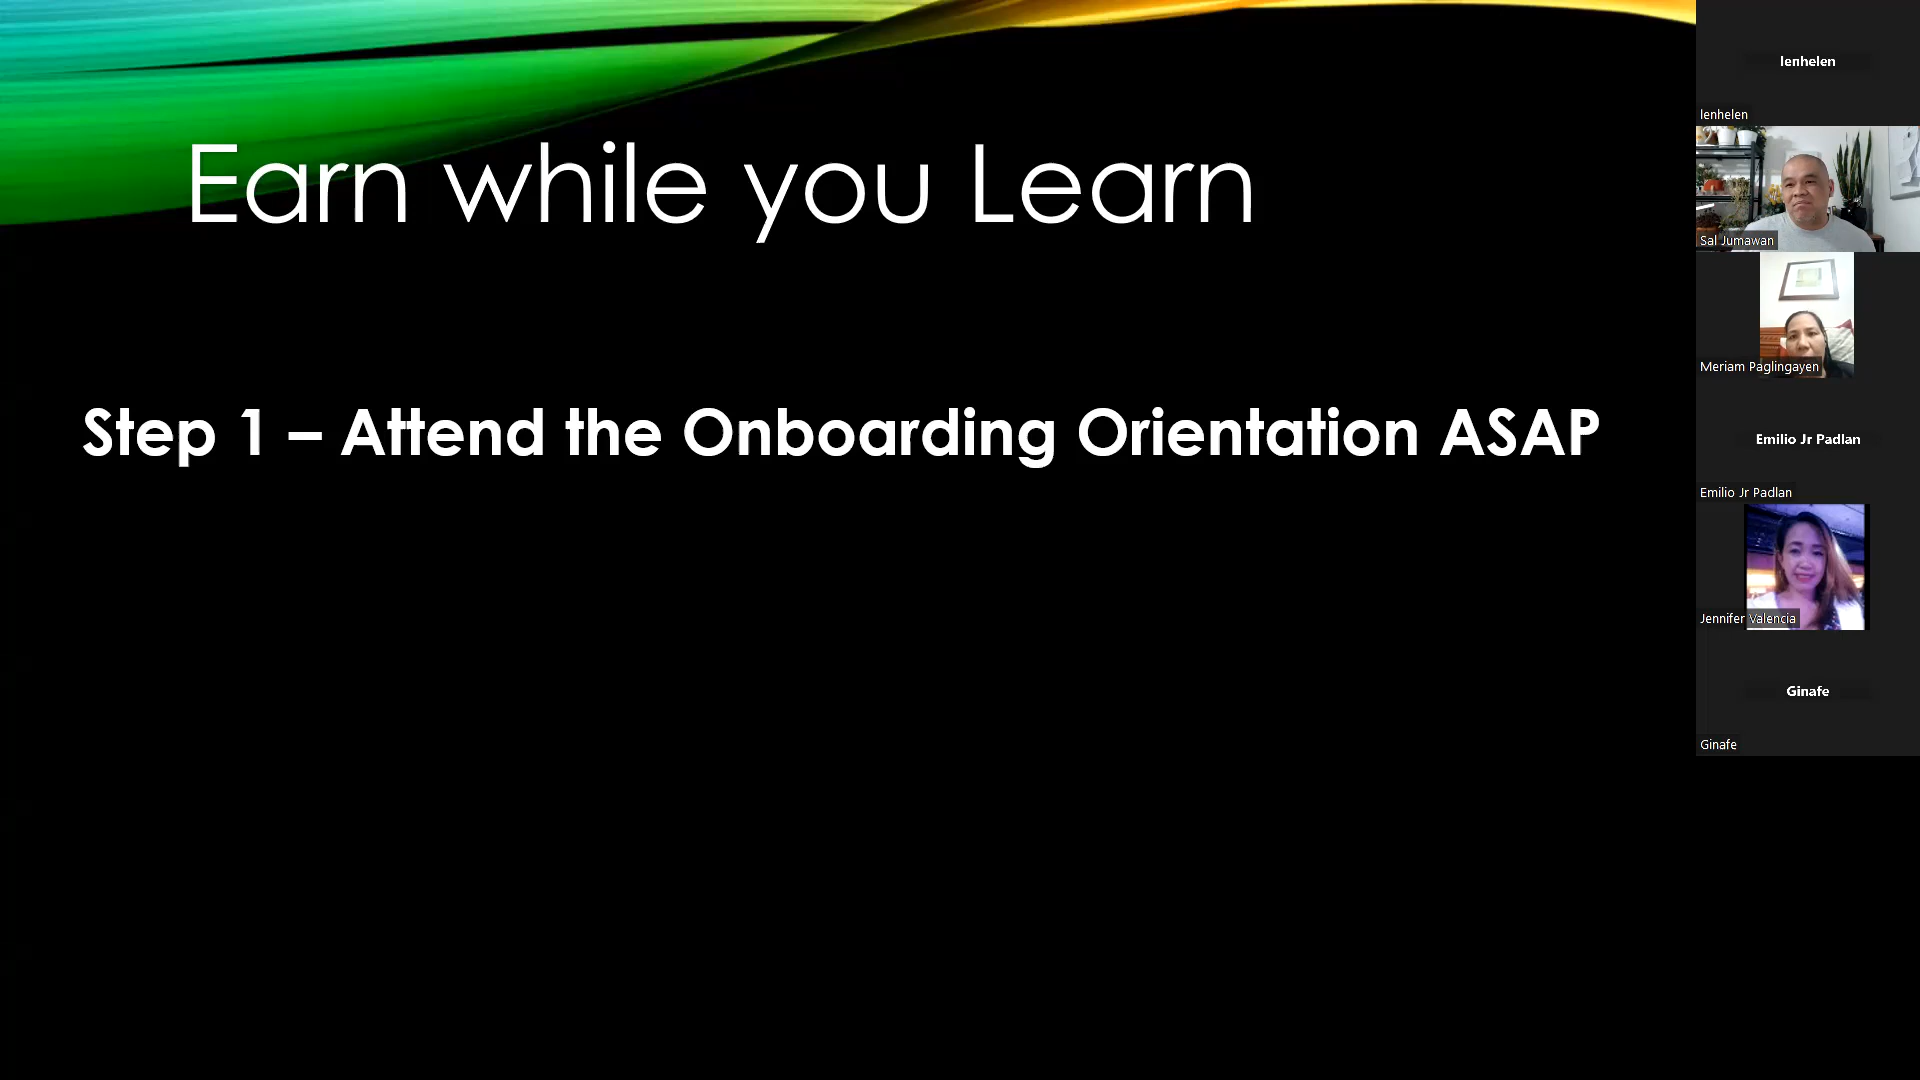 Earn while you Learn
Step 1 – Attend the Onboarding Orientation ASAP
lenhelen
lenhelen
Sal Jumawan
Meriam Paglingayen
Emilio Jr Padlan
Emilio Jr Padlan
Jennifer Valencia
Ginafe
Ginafe